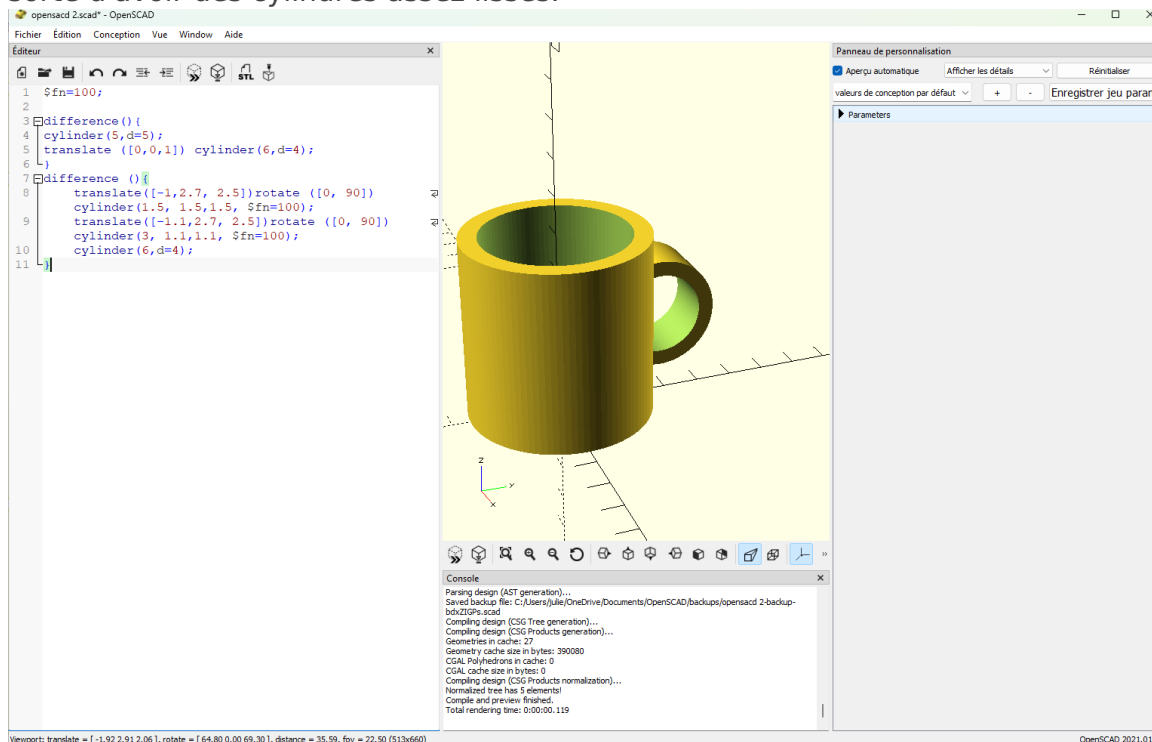 sorte à avoir des cylindres assez lisses.
opensacd 2.scad* - OpenSCAD
Fichier Édition Conception Vue Window Aide
Éditeur
STL
1 $fn=100;
2
3 difference(){
4 cylinder(5,d=5);
5 translate ([0,0,1]) cylinder(6,d=4);
6 }
7 difference (){
8 translate([-1,2.7, 2.5])rotate ([0, 90])
cylinder(1.5, 1.5,1.5, $fn=100);
9 translate([-1.1,2.7, 2.5])rotate ([0, 90])
cylinder(3, 1.1,1.1, $fn=100);
10 cylinder(6,d=4);
11 }
z
y
x
Console
Parsing design (AST generation)...
Saved backup file: C:/Users/julie/OneDrive/Documents/OpenSCAD/backups/opensacd 2-backup-
bdxZIGPs.scad
Compiling design (CSG Tree generation)...
Compiling design (CSG Products generation)...
Geometries in cache: 27
Geometry cache size in bytes: 390080
CGAL Polyhedrons in cache: 0
CGAL cache size in bytes: 0
Compiling design (CSG Products normalization)...
Normalized tree has 5 elements!
Compile and preview finished.
Total rendering time: 0:00:00.119
Panneau de personnalisation
Aperçu automatique Afficher les détails Réinitialiser
valeurs de conception par défaut + - Enregistrer jeu param
Parameters
Viewport: translate = [ -1.92 2.91 2.06 ], rotate = [ 64.80 0.00 69.30 ], distance = 35.59, fov = 22.50 (513x660)
OpenSCAD 2021.01